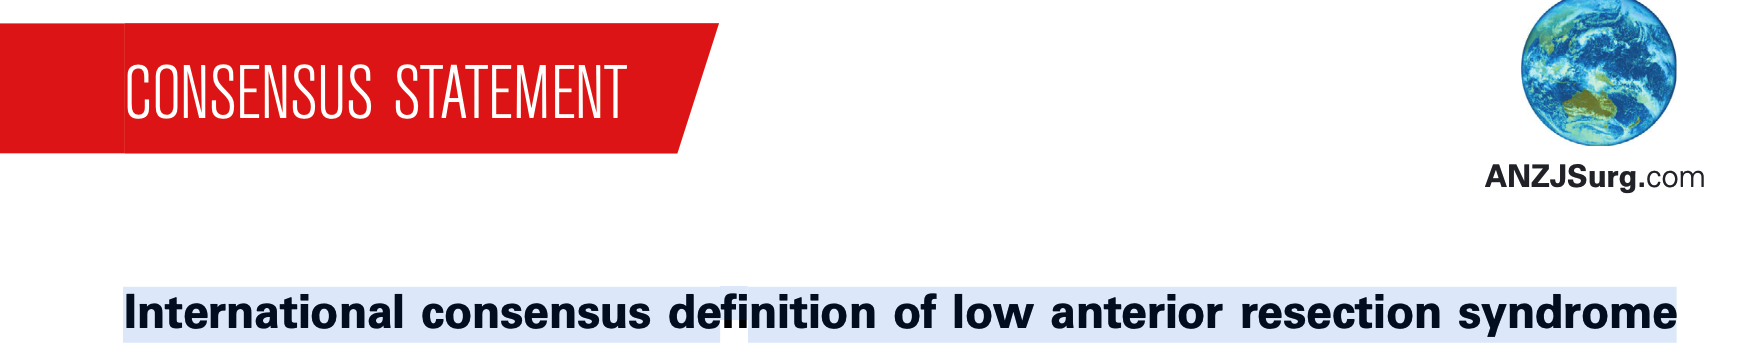 CONSENSUS STATEMENT
ANZJSurg.com
International consensus definition of low anterior resection syndrome